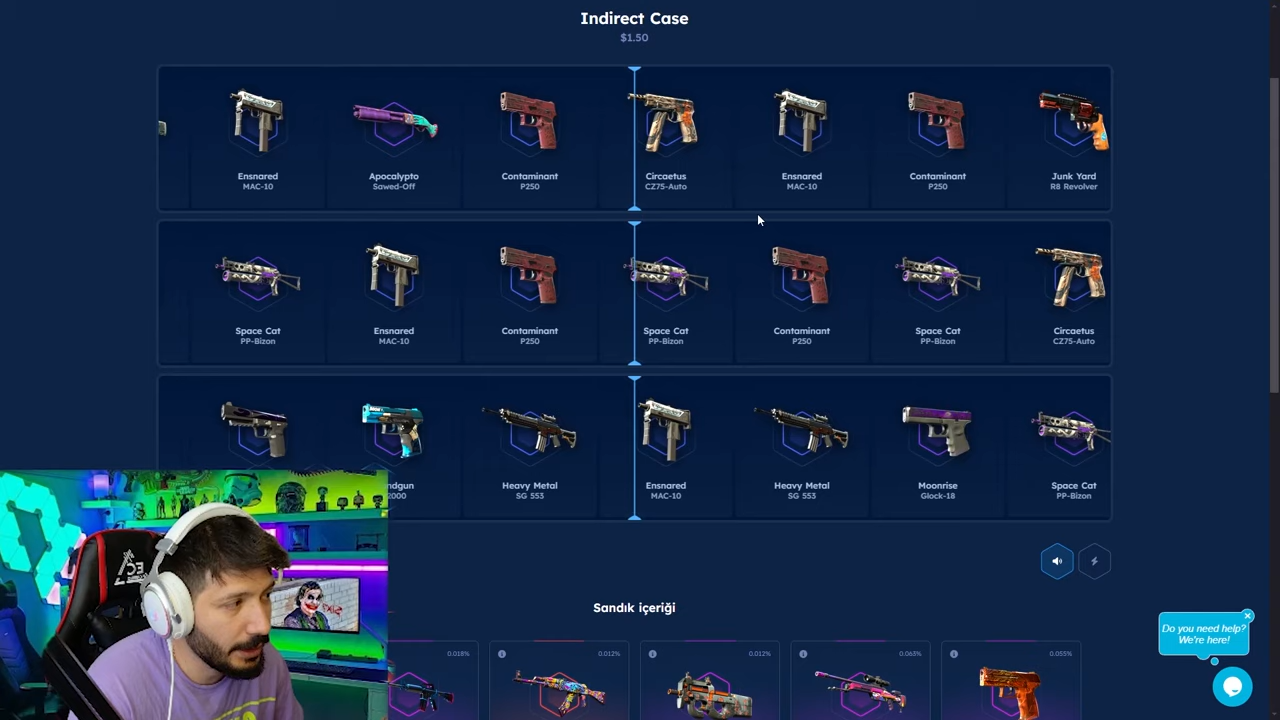 Indirect Case
$1.50
Ensnared
MAC-10
Apocalypto
Sawed-Off
Contaminant
P250
Circaetus
CZ75-Auto
Ensnared
MAC-10
Contaminant
P250
Junk Yard
R8 Revolver
Space Cat
PP-Bizon
Ensnared
MAC-10
Contaminant
P250
Space Cat
PP-Bizon
Contaminant
P250
Space Cat
PP-Bizon
Circaetus
CZ75-Auto
ndgun
2000
Heavy Metal
SG 553
Ensnared
MAC-10
Heavy Metal
SG 553
Moonrise
Glock-18
Space Cat
PP-Bizon
Sandık içeriği
0.018%
0.012%
0.012%
0.063%
0.055%
Do you need help?
We're here!